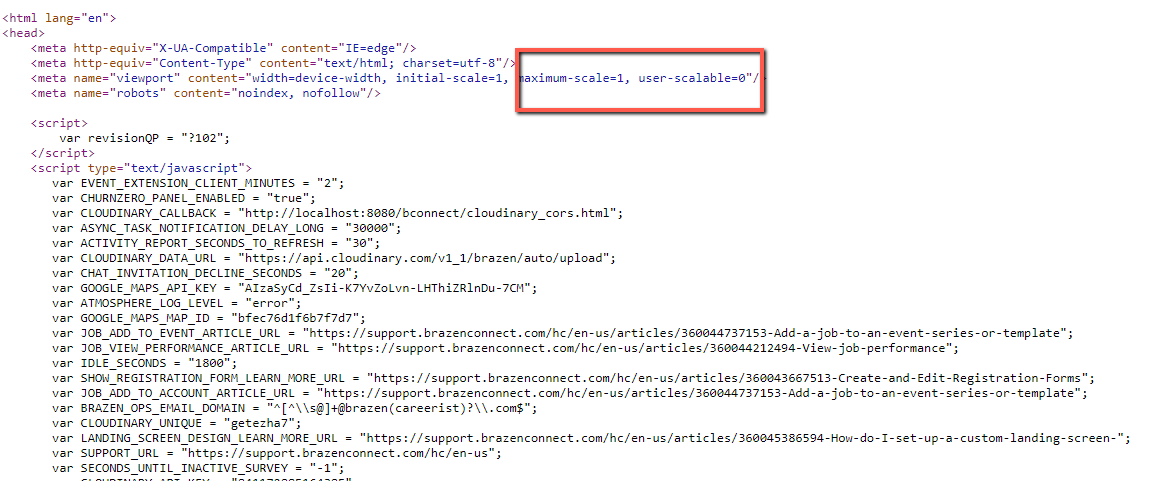 <html lang="en">
<head>
<meta http-equiv="X-UA-Compatible" content="IE=edge"/>
<meta http-equiv="Content-Type" content="text/html; charset=utf-8"/>
<meta name="viewport" content="width=device-width, initial-scale=1, maximum-scale=1, user-scalable=0"/>
<meta name="robots" content="noindex, nofollow"/>
<script>
var revisionQP = "?102";
</script>
<script type="text/javascript">
var EVENT_EXTENSION_CLIENT_MINUTES = "2";
var CHURNZERO_PANEL_ENABLED = "true";
var CLOUDINARY_CALLBACK = "http://localhost:8080/bconnect/cloudinary_cors.html";
var ASYNC_TASK_NOTIFICATION_DELAY_LONG = "30000";
var ACTIVITY_REPORT_SECONDS_TO_REFRESH = "30";
var CLOUDINARY_DATA_URL = "https://api.cloudinary.com/v1_1/brazen/auto/upload";
var CHAT_INVITATION_DECLINE_SECONDS = "20";
var GOOGLE_MAPS_API_KEY = "AIzaSyCd_ZsIi-K7YvZoLvn-LHThiZRlnDu-7CM";
var ATMOSPHERE_LOG_LEVEL = "error";
var GOOGLE_MAPS_MAP_ID = "bfec76d1f6b7f7d7";
var JOB_ADD_TO_EVENT_ARTICLE_URL = "https://support.brazenconnect.com/hc/en-us/articles/360044737153-Add-a-job-to-an-event-series-or-template";
var JOB_VIEW_PERFORMANCE_ARTICLE_URL = "https://support.brazenconnect.com/hc/en-us/articles/360044212494-View-job-performance";
var IDLE_SECONDS = "1800";
var SHOW_REGISTRATION_FORM_LEARN_MORE_URL = "https://support.brazenconnect.com/hc/en-us/articles/360043667513-Create-and-Edit-Registration-Forms";
var JOB_ADD_TO_ACCOUNT_ARTICLE_URL = "https://support.brazenconnect.com/hc/en-us/articles/360044737153-Add-a-job-to-an-event-series-or-template";
var BRAZEN_OPS_EMAIL_DOMAIN = "^[^\\s@]+@brazen(careerist)?\\.com$";
var CLOUDINARY_UNIQUE = "getezha7";
var LANDING_SCREEN_DESIGN_LEARN_MORE_URL = "https://support.brazenconnect.com/hc/en-us/articles/360045386594-How-do-I-set-up-a-custom-landing-screen-";
var SUPPORT_URL = "https://support.brazenconnect.com/hc/en-us";
var SECONDS_UNTIL_INACTIVE_SURVEY = "-1";